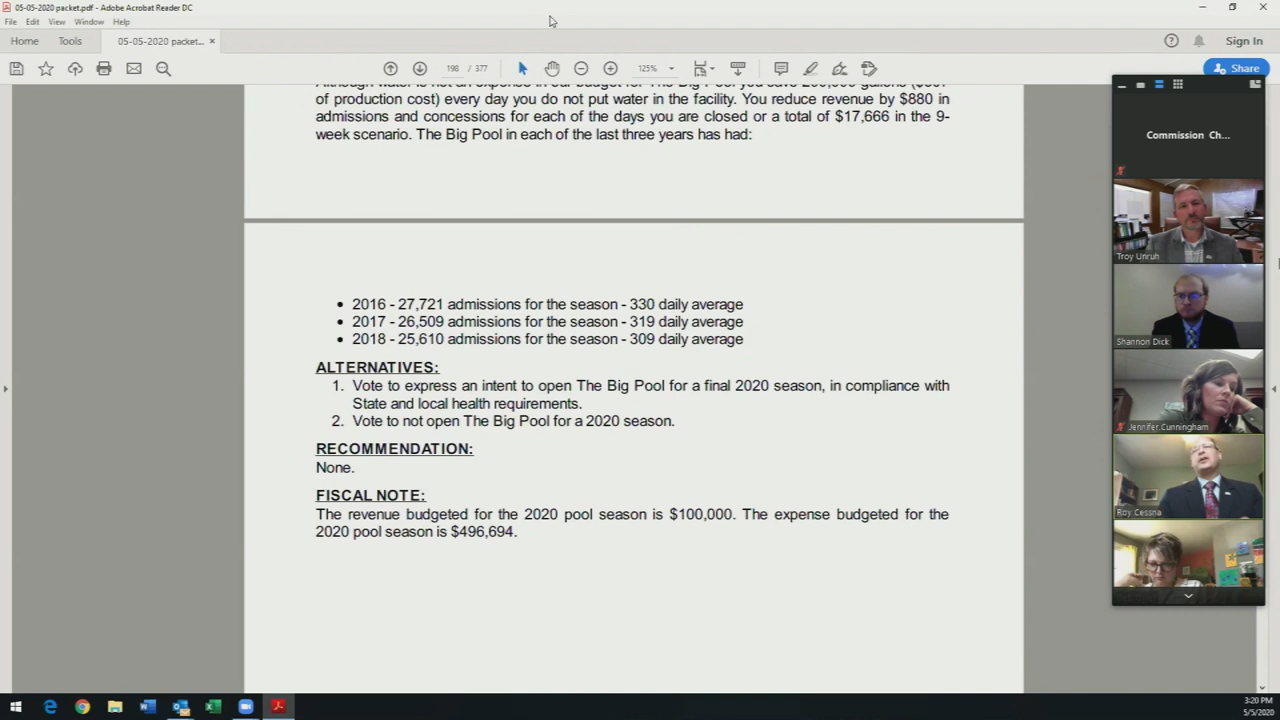 05-05-2020 packet.pdf - Adobe Acrobat Reader DC
File Edit View Window Help
Home Tools 05-05-2020 packet... ×
Sign In
198 / 377
125%
Share
of production cost) every day you do not put water in the facility. You reduce revenue by $880 in
admissions and concessions for each of the days you are closed or a total of $17,666 in the 9-
week scenario. The Big Pool in each of the last three years has had:
• 2016 - 27,721 admissions for the season - 330 daily average
• 2017 - 26,509 admissions for the season - 319 daily average
• 2018 - 25,610 admissions for the season - 309 daily average
ALTERNATIVES:
1. Vote to express an intent to open The Big Pool for a final 2020 season, in compliance with
State and local health requirements.
2. Vote to not open The Big Pool for a 2020 season.
RECOMMENDATION:
None.
FISCAL NOTE:
The revenue budgeted for the 2020 pool season is $100,000. The expense budgeted for the
2020 pool season is $496,694.
Commission Ch...
Troy Unruh
Shannon Dick
Jennifer.Cunningham
Roy Cessna
3:20 PM
5/5/2020